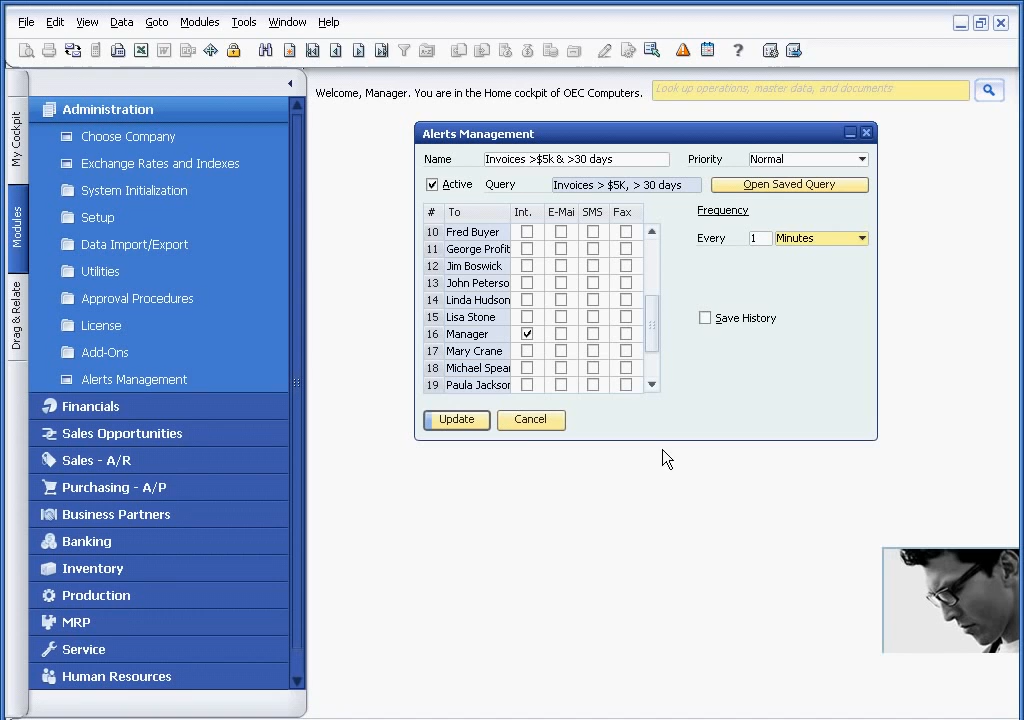 File Edit View Data Goto Modules Tools Window Help
Welcome, Manager. You are in the Home cockpit of OEC Computers.
Look up operations, master data, and documents
My Cockpit
Modules
Drag & Relate
Administration
Choose Company
Exchange Rates and Indexes
System Initialization
Setup
Data Import/Export
Utilities
Approval Procedures
License
Add-Ons
Alerts Management
Financials
Sales Opportunities
Sales - A/R
Purchasing - A/P
Business Partners
Banking
Inventory
Production
MRP
Service
Human Resources
Alerts Management
Name Invoices >$5k & >30 days Priority Normal
Active Query Invoices > $5K, > 30 days Open Saved Query
# To Int. E-Mai SMS Fax
10 Fred Buyer
11 George Profit
12 Jim Boswick
13 John Peterso
14 Linda Hudson
15 Lisa Stone
16 Manager
17 Mary Crane
18 Michael Spear
19 Paula Jackson
Frequency
Every 1 Minutes
Save History
Update Cancel